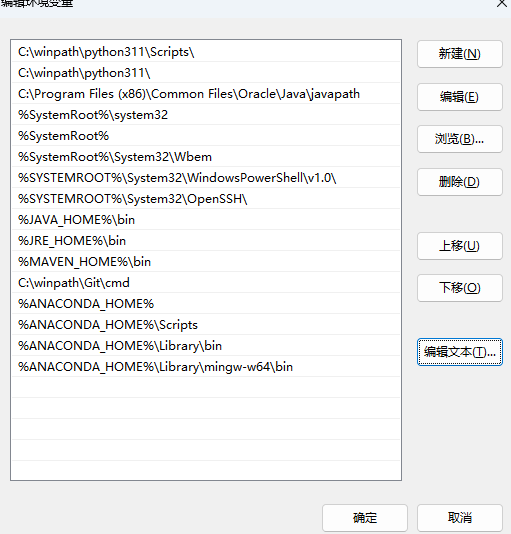 编辑环境变量
C:\winpath\python311\Scripts\
C:\winpath\python311\
C:\Program Files (x86)\Common Files\Oracle\Java\javapath
%SystemRoot%\system32
%SystemRoot%
%SystemRoot%\System32\Wbem
%SYSTEMROOT%\System32\WindowsPowerShell\v1.0\
%SYSTEMROOT%\System32\OpenSSH\
%JAVA_HOME%\bin
%JRE_HOME%\bin
%MAVEN_HOME%\bin
C:\winpath\Git\cmd
%ANACONDA_HOME%
%ANACONDA_HOME%\Scripts
%ANACONDA_HOME%\Library\bin
%ANACONDA_HOME%\Library\mingw-w64\bin
新建(N)
编辑(E)
浏览(B)...
删除(D)
上移(U)
下移(O)
编辑文本(T)...
确定
取消